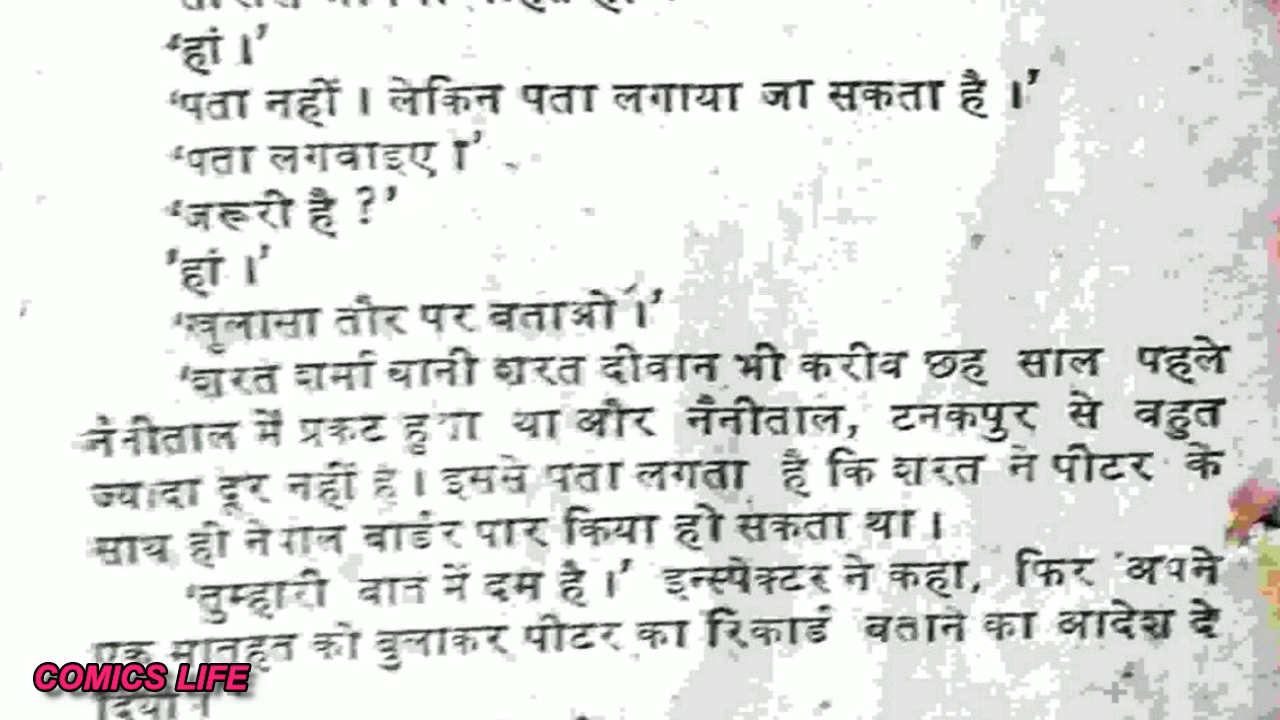 ‘हां ।’
‘पता नहीं । लेकिन पता लगाया जा सकता है ।’
‘पता लगवाइए ।’
‘जरूरी है ?’
‘हां ।’
‘खुलासा तौर पर बताओ ।’
‘शरत शर्मा यानी शरत दीवान भी करीब छह साल पहले
नैनीताल में प्रकट हुआ था और नैनीताल, टनकपुर से बहुत
ज्यादा दूर नहीं है । इससे पता लगता है कि शरत ने पीटर के
साथ ही नेपाल बार्डर पार किया हो सकता था ।
‘तुम्हारी बात में दम है ।’ इन्स्पेक्टर ने कहा, फिर अपने
एक मातहत को बुलाकर पीटर का रिकार्ड बताने का आदेश दे
दिया ।
COMICS LIFE